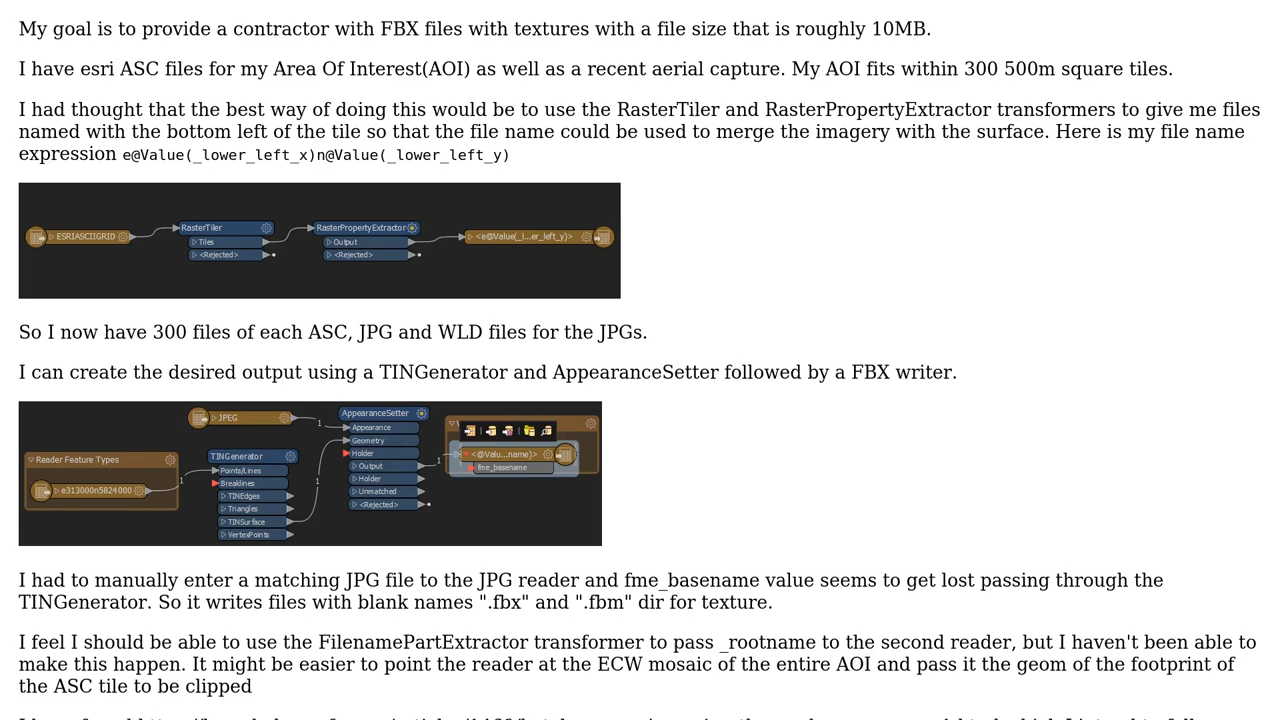 My goal is to provide a contractor with FBX files with textures with a file size that is roughly 10MB.
I have esri ASC files for my Area Of Interest(AOI) as well as a recent aerial capture. My AOI fits within 300 500m square tiles.
I had thought that the best way of doing this would be to use the RasterTiler and RasterPropertyExtractor transformers to give me files
named with the bottom left of the tile so that the file name could be used to merge the imagery with the surface. Here is my file name
expression e@Value(_lower_left_x)n@Value(_lower_left_y)
ESRIASCIIGRID
RasterTiler
Tiles
<Rejected>
RasterPropertyExtractor
Output
<Rejected>
<e@Value(_l...er_left_y)>
So I now have 300 files of each ASC, JPG and WLD files for the JPGs.
I can create the desired output using a TINGenerator and AppearanceSetter followed by a FBX writer.
Reader Feature Types
e313000n5824000
1
JPEG
1
TINGenerator
Points/Lines
Breaklines
TINEdges
Triangles
TINSurface
VertexPoints
1
AppearanceSetter
Appearance
Geometry
Holder
Output
Holder
Unmatched
<Rejected>
1
<@Valu...name)>
fme_basename
I had to manually enter a matching JPG file to the JPG reader and fme_basename value seems to get lost passing through the
TINGenerator. So it writes files with blank names ".fbx" and ".fbm" dir for texture.
I feel I should be able to use the FilenamePartExtractor transformer to pass _rootname to the second reader, but I haven't been able to
make this happen. It might be easier to point the reader at the ECW mosaic of the entire AOI and pass it the geom of the footprint of
the ASC tile to be clipped